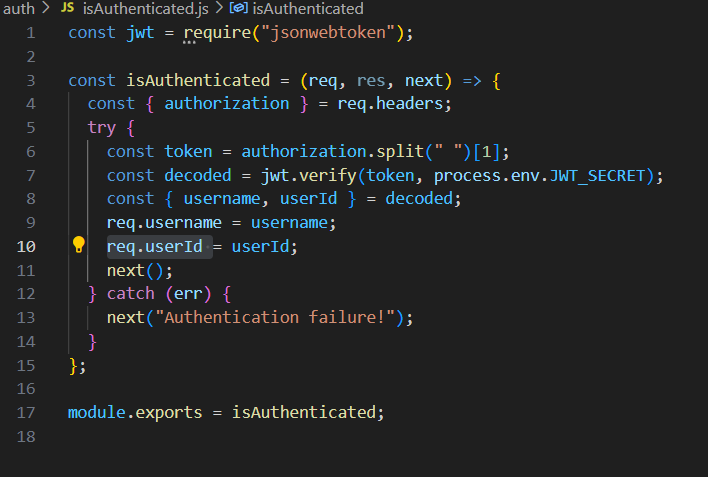 auth > JS isAuthenticated.js > isAuthenticated
1 const jwt = require("jsonwebtoken");
2
3 const isAuthenticated = (req, res, next) => {
4 const { authorization } = req.headers;
5 try {
6 const token = authorization.split(" ")[1];
7 const decoded = jwt.verify(token, process.env.JWT_SECRET);
8 const { username, userId } = decoded;
9 req.username = username;
10 req.userId = userId;
11 next();
12 } catch (err) {
13 next("Authentication failure!");
14 }
15 };
16
17 module.exports = isAuthenticated;
18